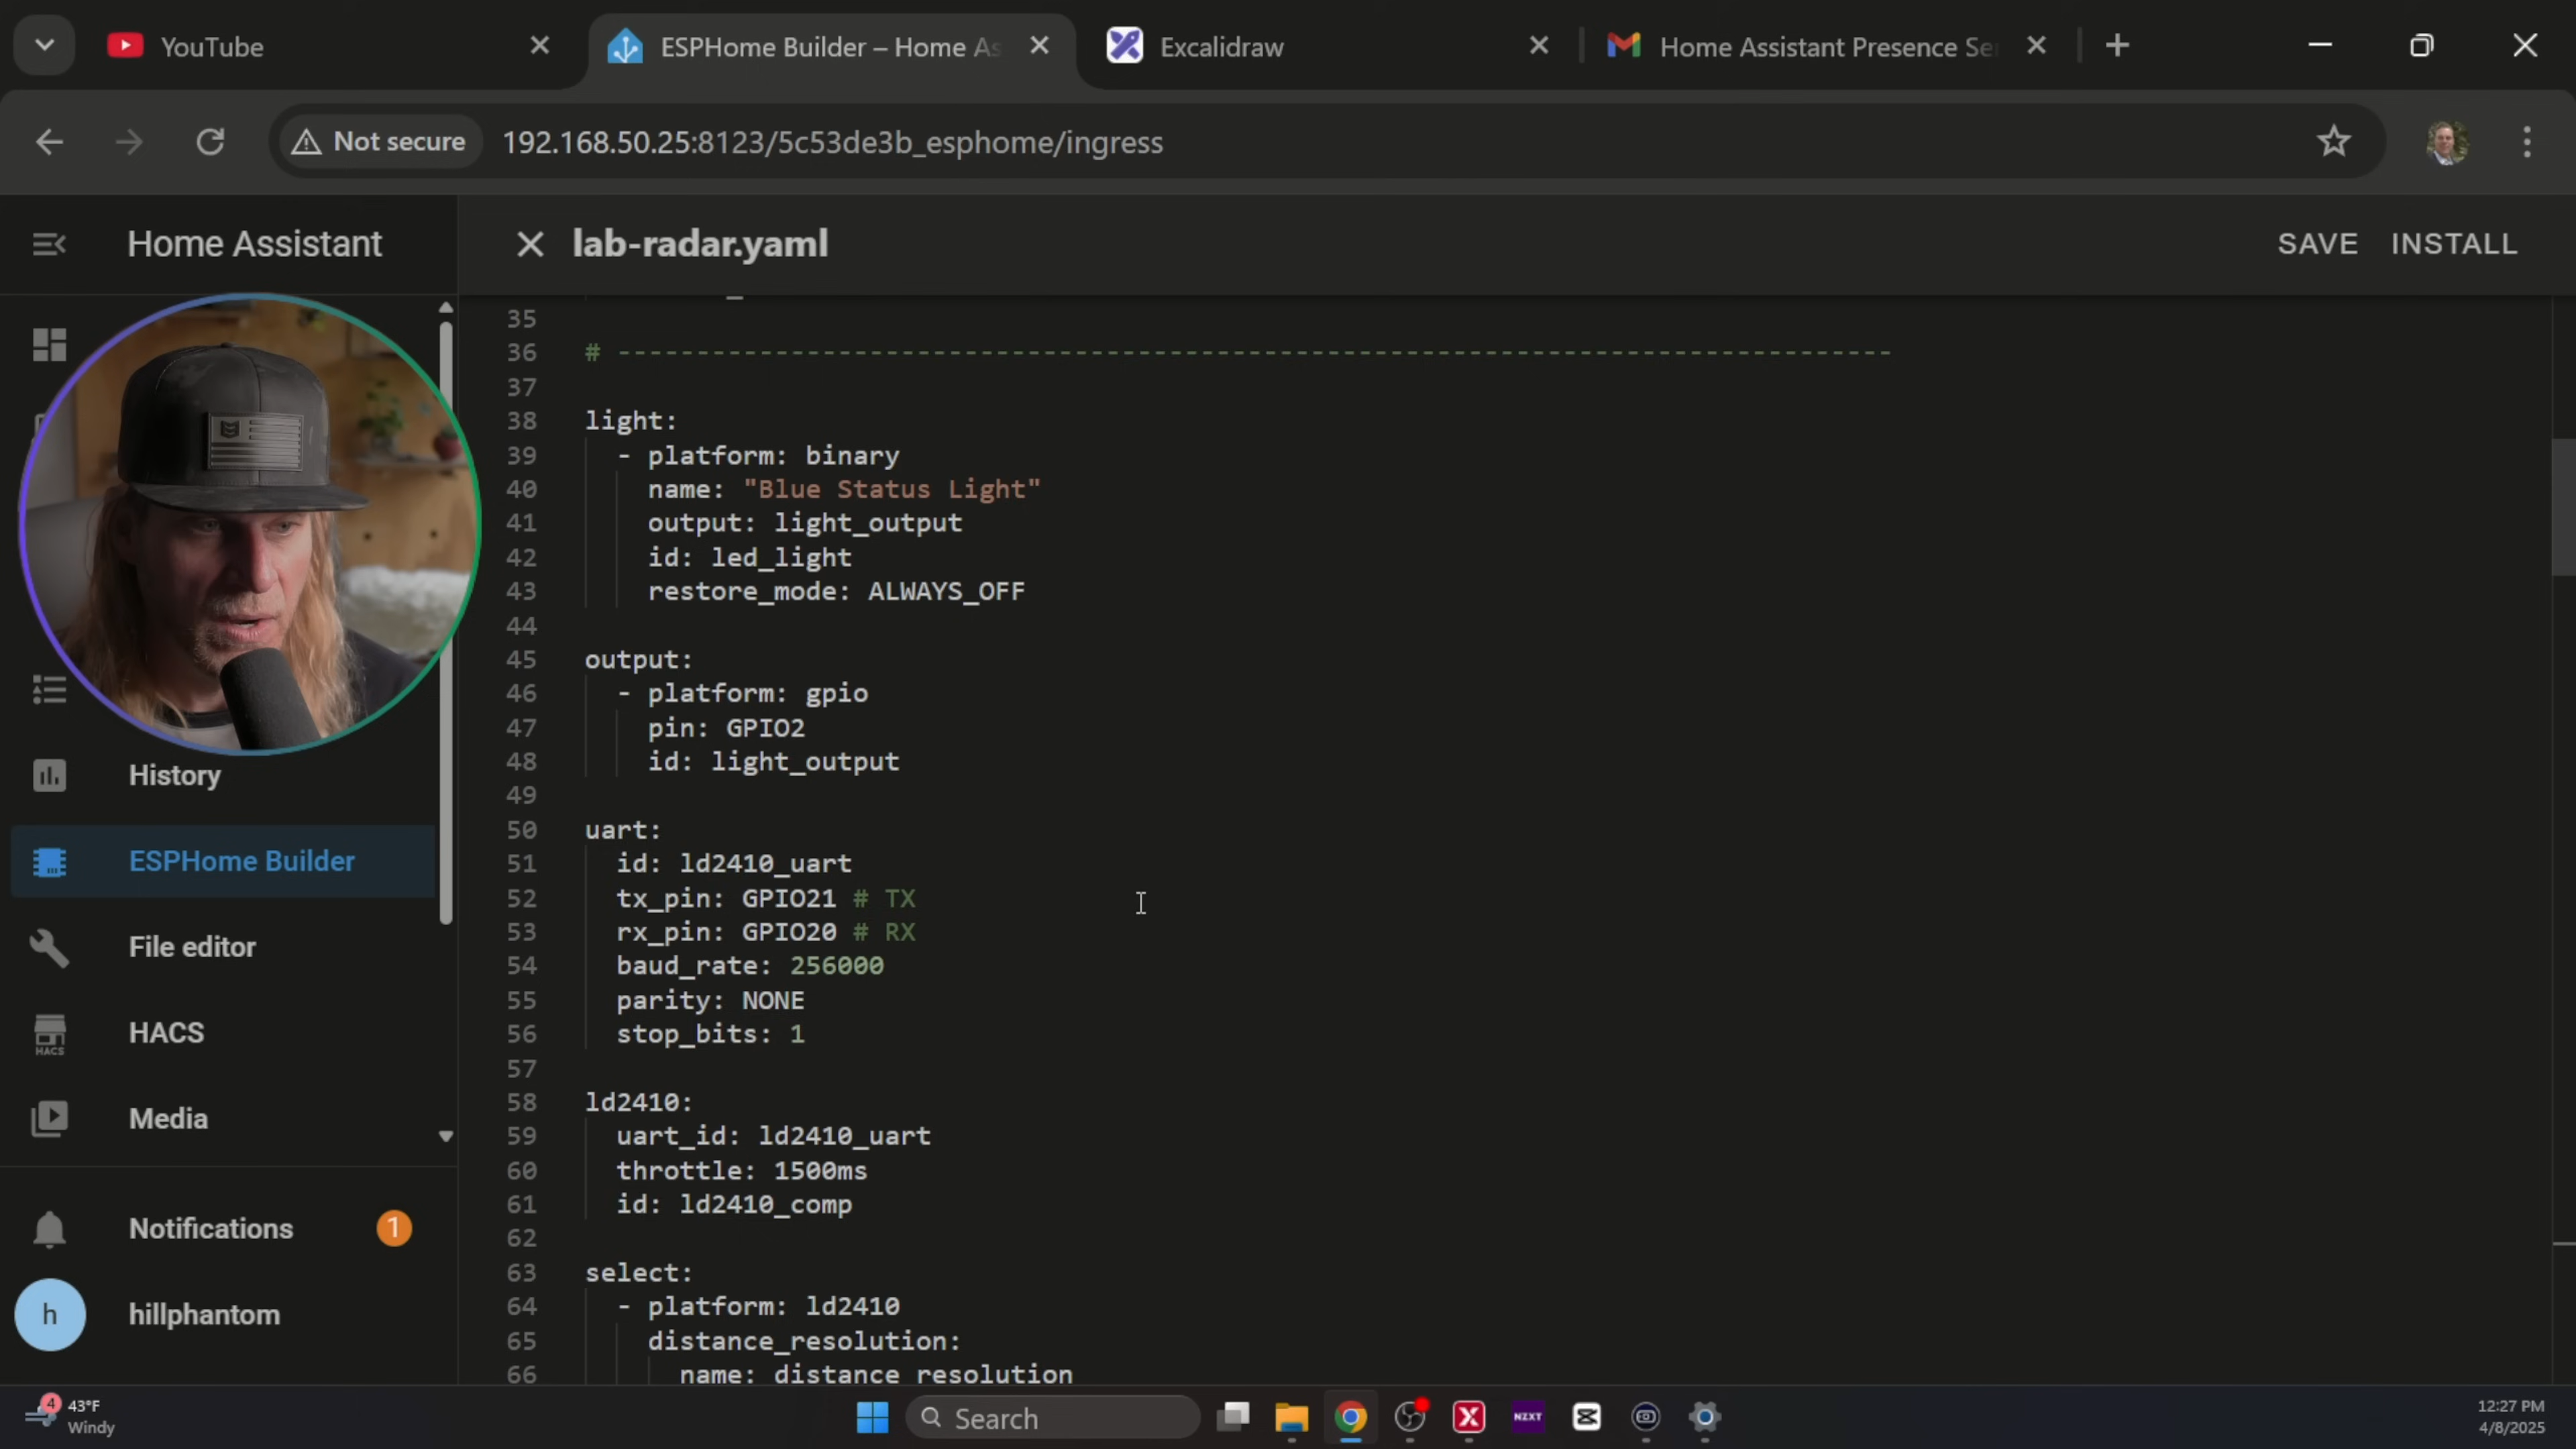 YouTube
ESPHome Builder – Home As
Excalidraw
Home Assistant Presence Se
Not secure
192.168.50.25:8123/5c53de3b_esphome/ingress
Home Assistant
lab-radar.yaml
SAVE
INSTALL
35
36 # ---------------------------------------------------------------------------------
37
38 light:
39   - platform: binary
40     name: "Blue Status Light"
41     output: light_output
42     id: led_light
43     restore_mode: ALWAYS_OFF
44
45 output:
46   - platform: gpio
47     pin: GPIO2
48     id: light_output
49
50 uart:
51   id: ld2410_uart
52   tx_pin: GPIO21 # TX
53   rx_pin: GPIO20 # RX
54   baud_rate: 256000
55   parity: NONE
56   stop_bits: 1
57
58 ld2410:
59   uart_id: ld2410_uart
60   throttle: 1500ms
61   id: ld2410_comp
62
63 select:
64   - platform: ld2410
65     distance_resolution:
66       name: distance resolution
History
ESPHome Builder
File editor
HACS
HACS
Media
Notifications
1
h
hillphantom
4
43°F
Windy
Search
NZXT
12:27 PM
4/8/2025